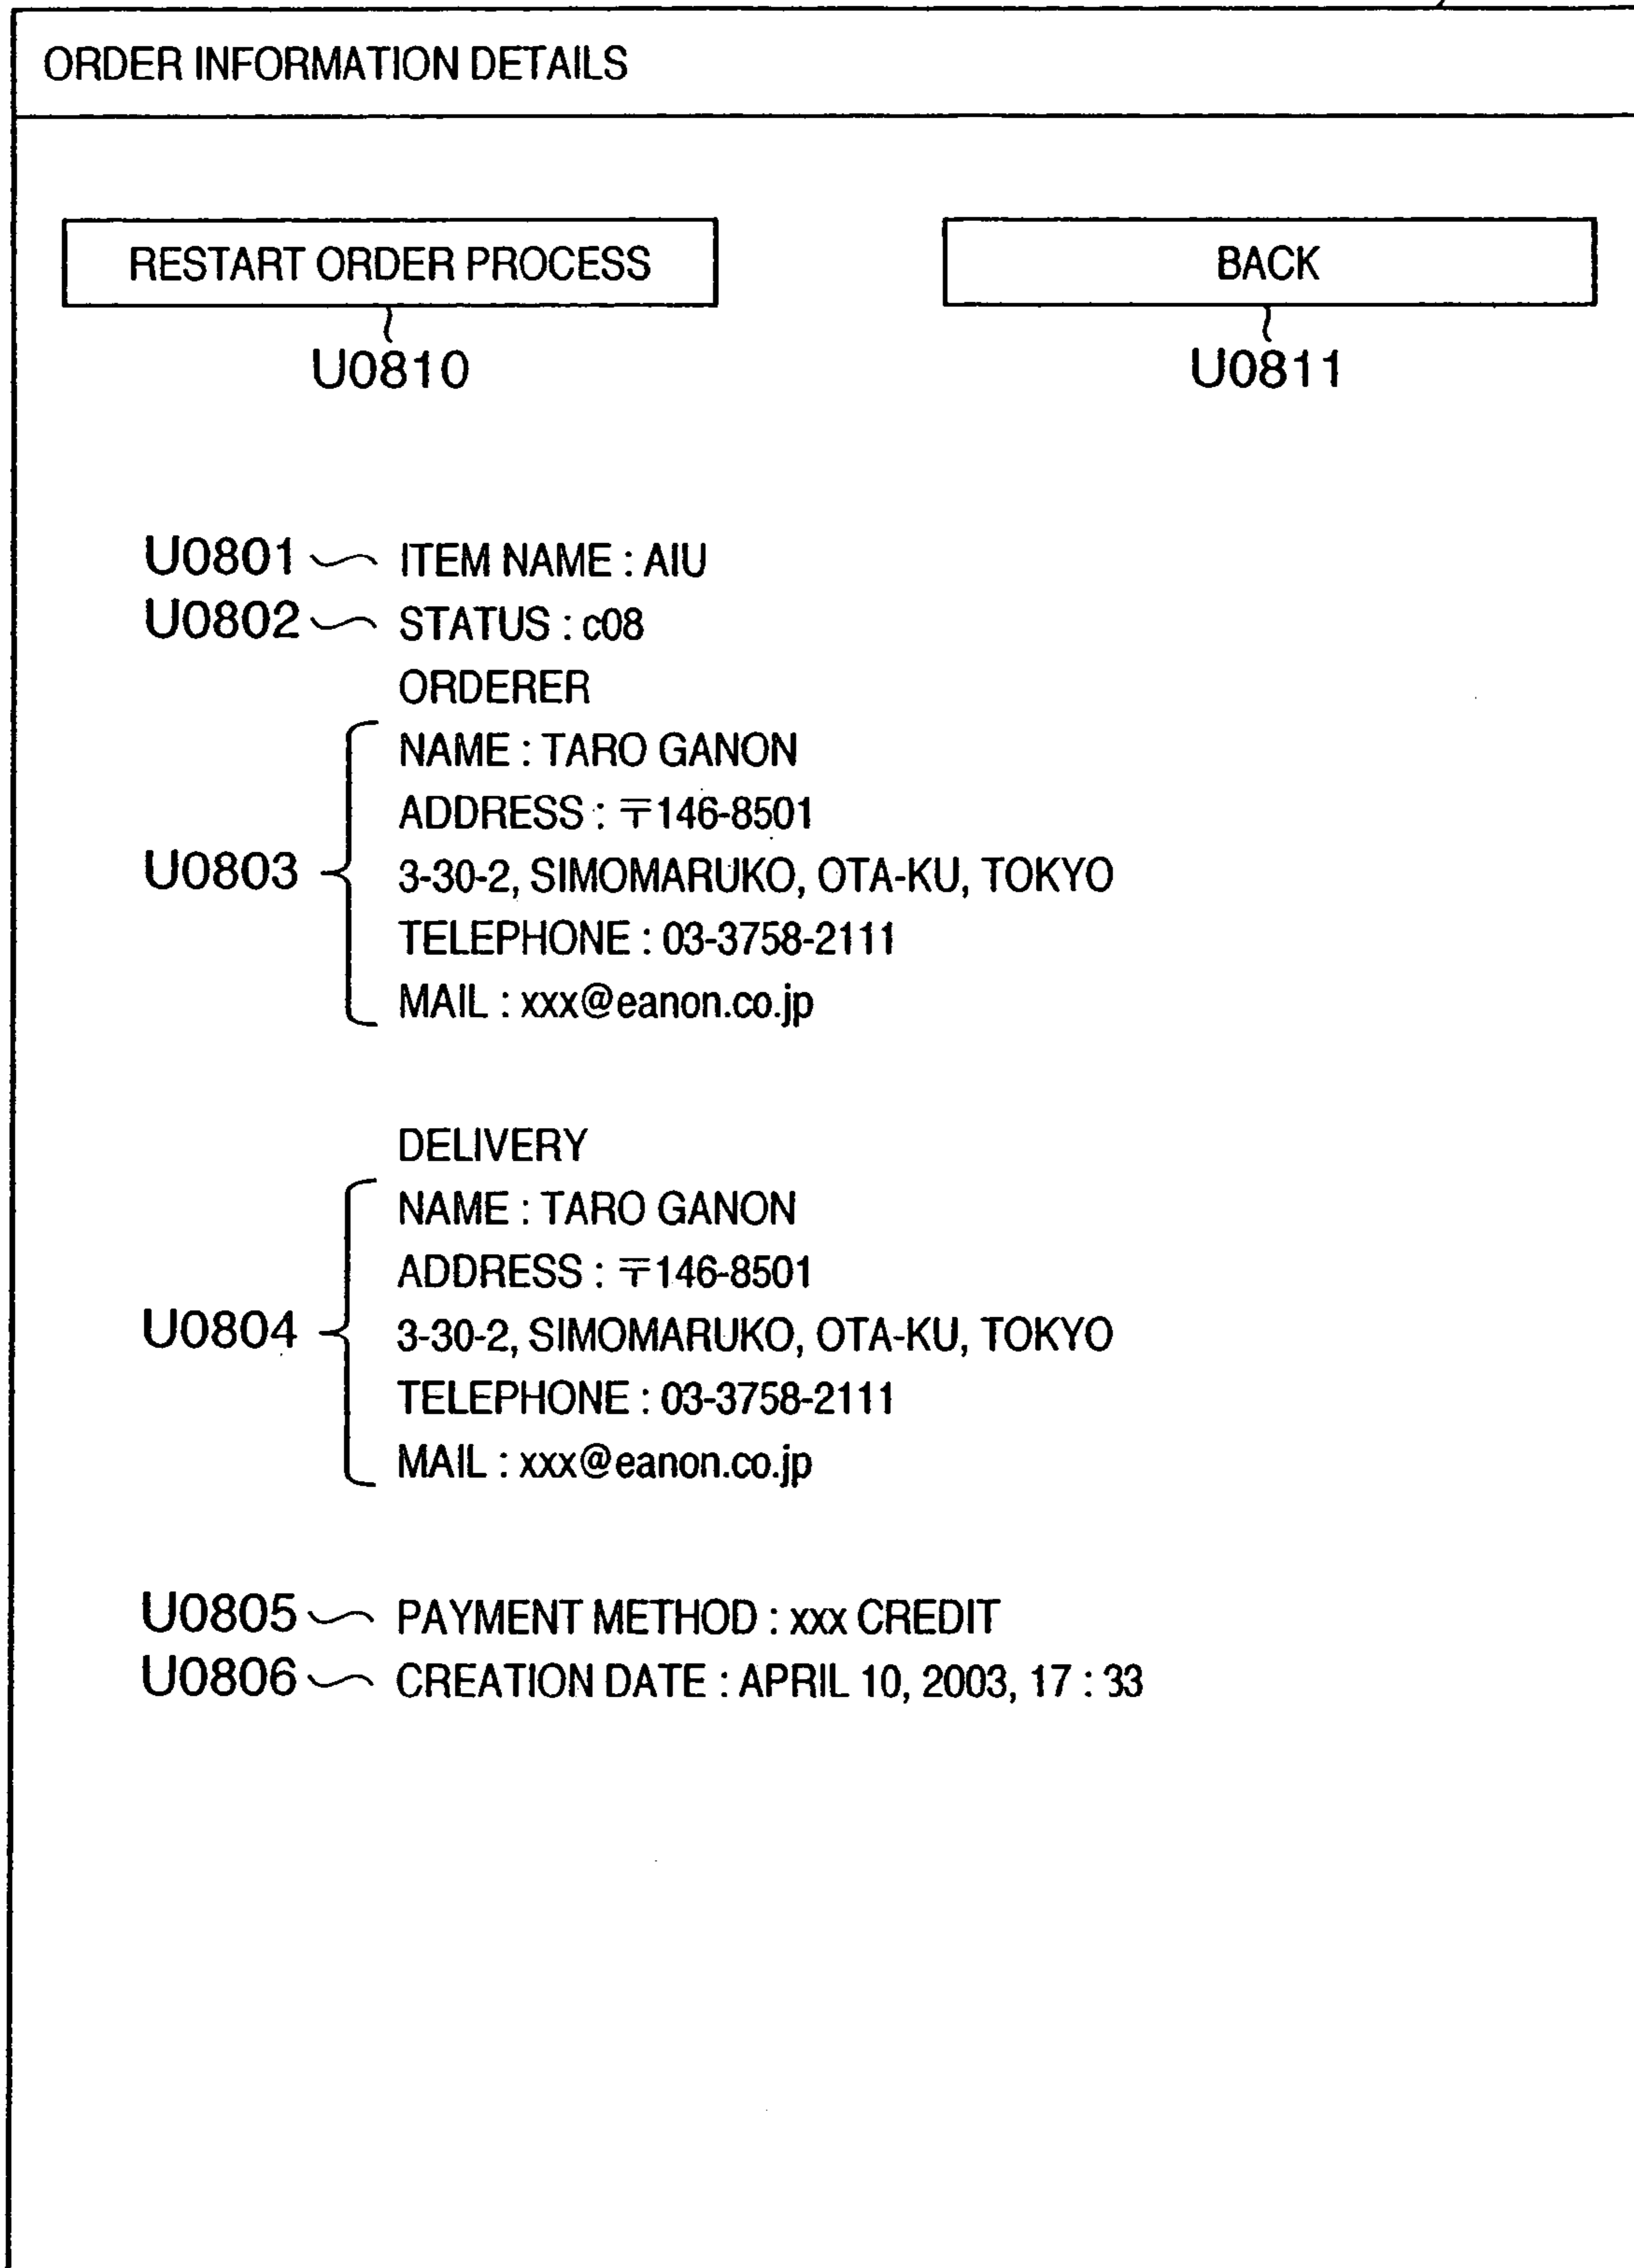 ORDER INFORMATION DETAILS
RESTART ORDER PROCESS
BACK
U0810
U0811
U0801 ITEM NAME : AIU
U0802 STATUS : c08
ORDERER
NAME : TARO GANON
ADDRESS : 〒146-8501
U0803 3-30-2, SIMOMARUKO, OTA-KU, TOKYO
TELEPHONE : 03-3758-2111
MAIL : xxx@eanon.co.jp
DELIVERY
NAME : TARO GANON
ADDRESS : 〒146-8501
U0804 3-30-2, SIMOMARUKO, OTA-KU, TOKYO
TELEPHONE : 03-3758-2111
MAIL : xxx@eanon.co.jp
U0805 PAYMENT METHOD : xxx CREDIT
U0806 CREATION DATE : APRIL 10, 2003, 17 : 33